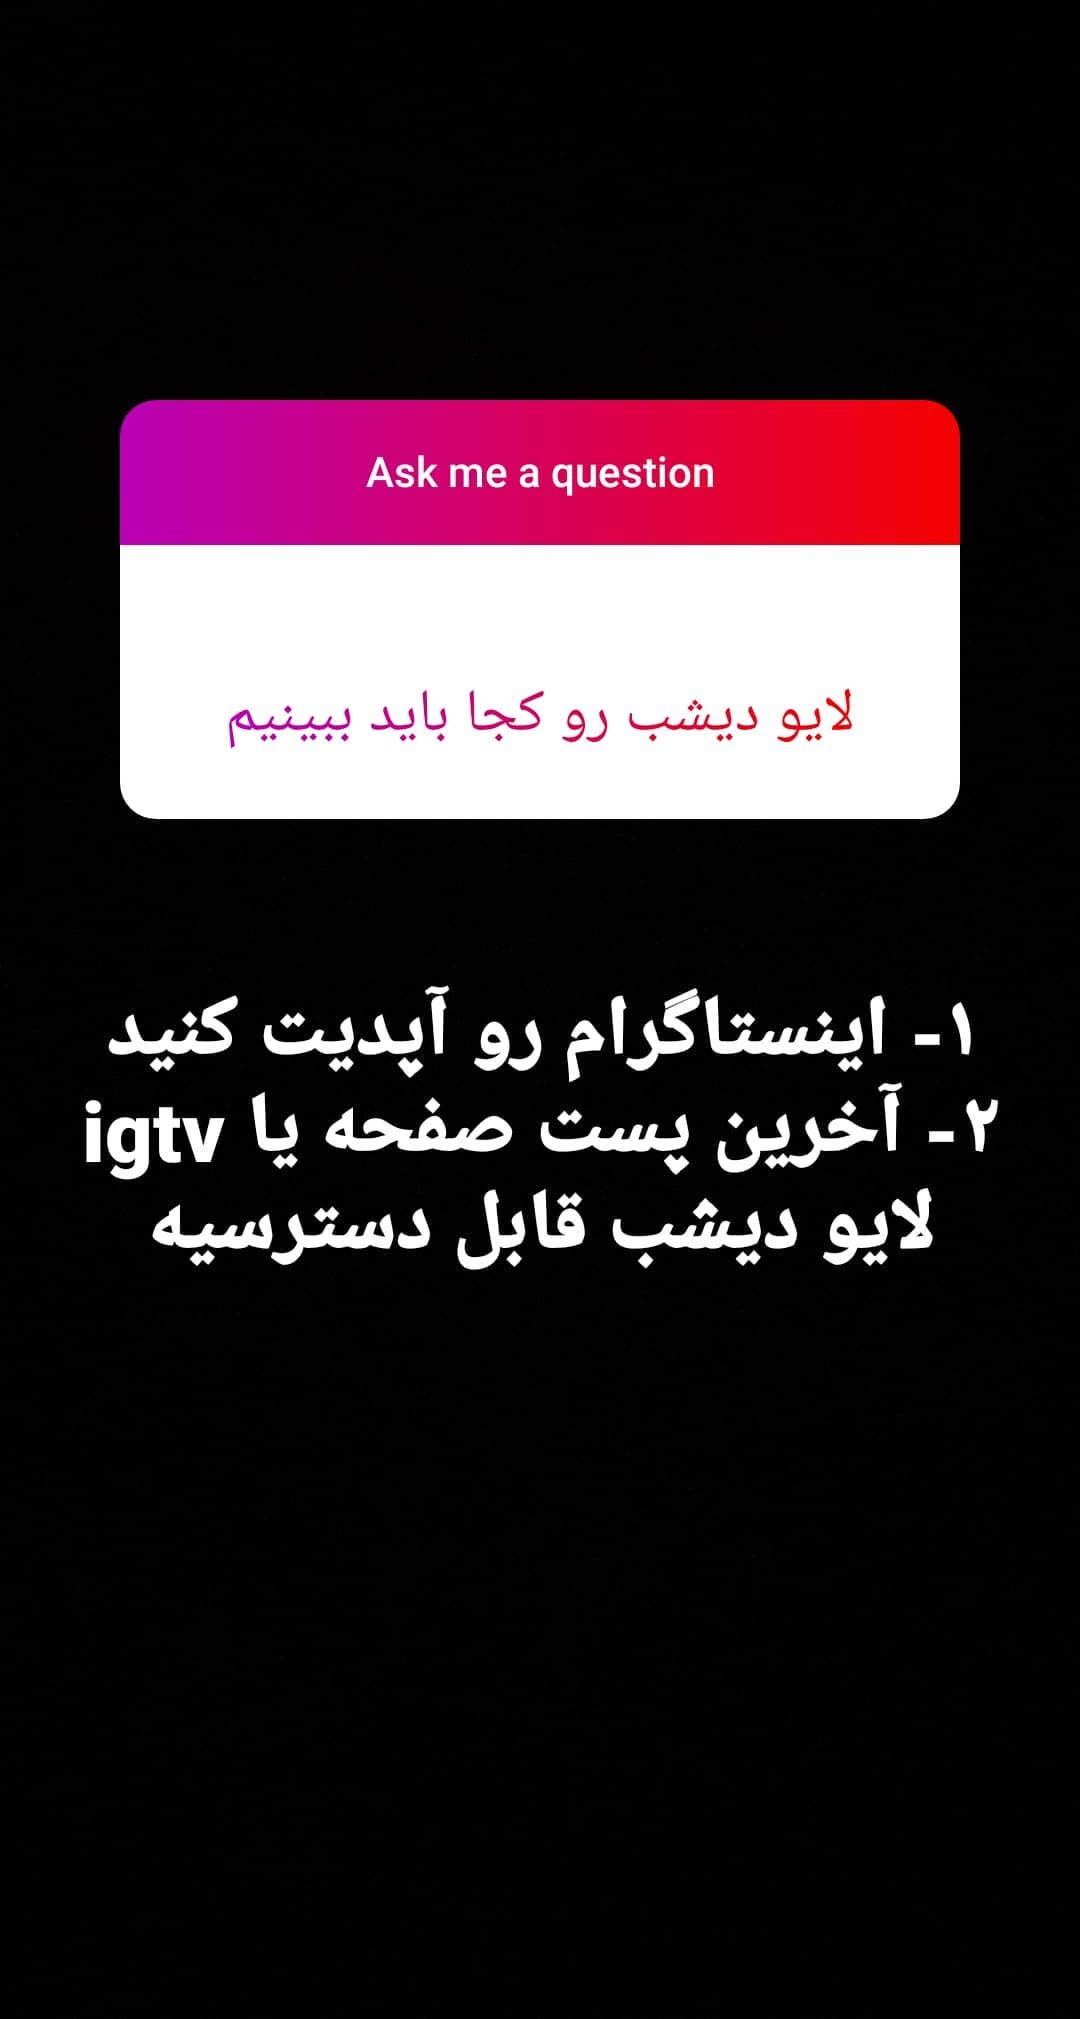 Ask me a question
لایو دیشب رو کجا باید ببینیم
۱- اینستاگرام رو آپدیت کنید
۲- آخرین پست صفحه یا igtv
لایو دیشب قابل دسترسیه